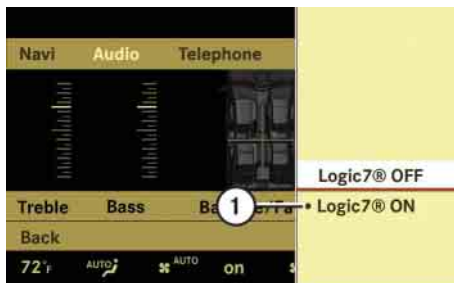 Navi Audio Telephone
Logic7® OFF
Treble Bass 1 • Logic7® ON
Back
72°F AUTO AUTO on